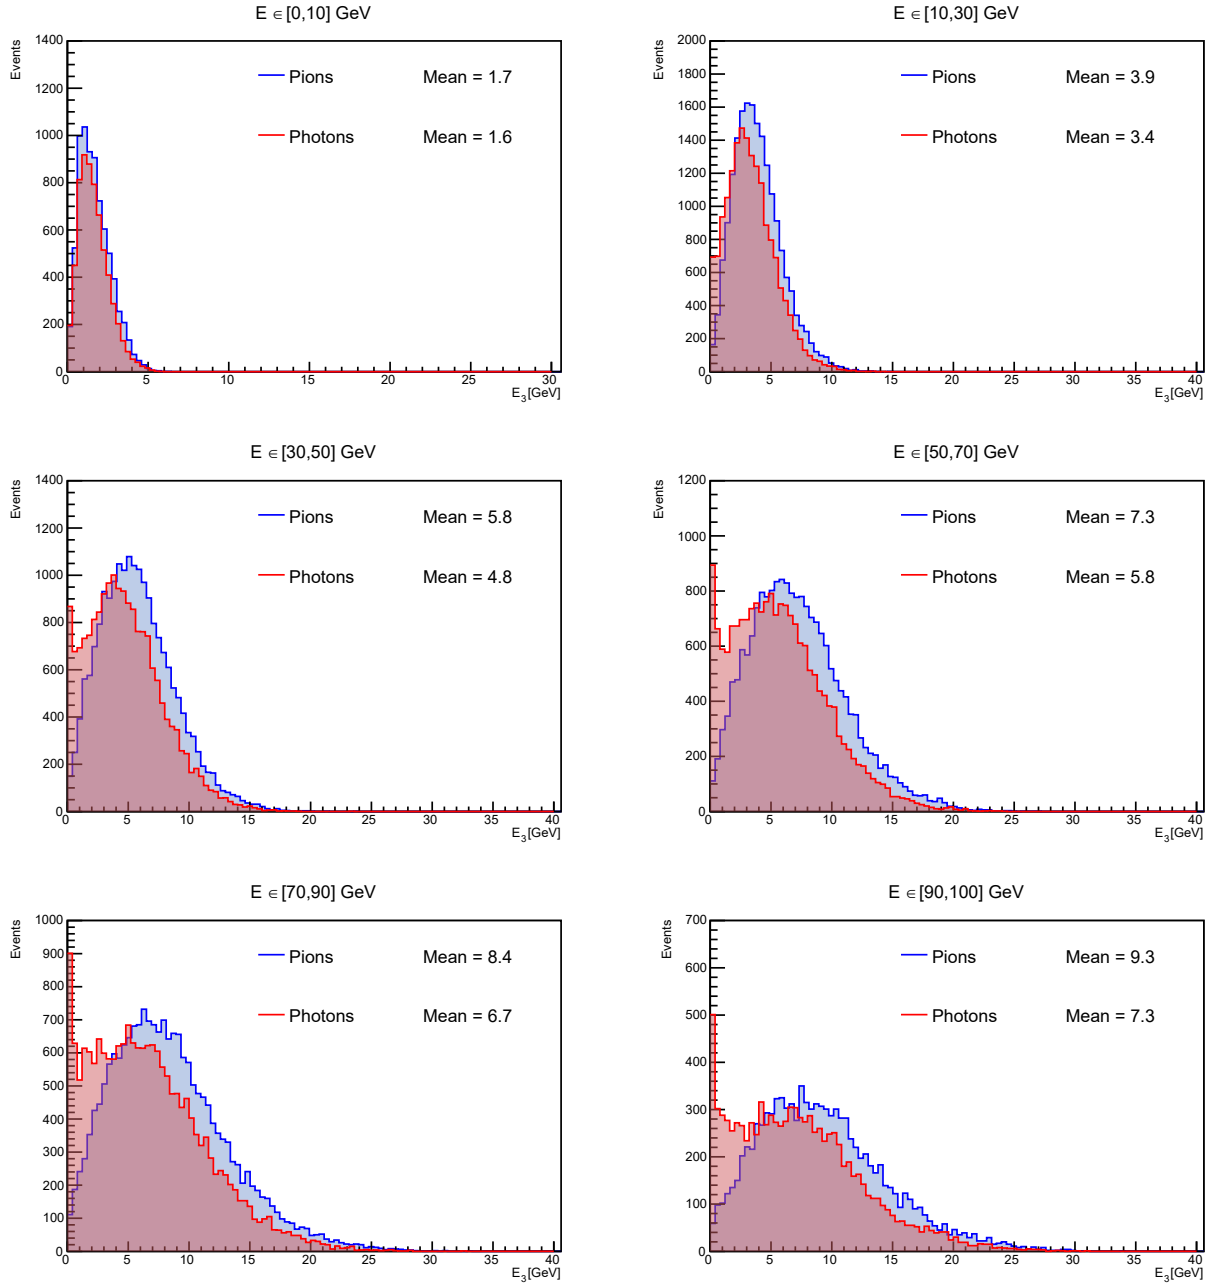 E ∈ [0,10] GeV
Events
1400
1200
1000
800
600
400
200
0
Pions Mean = 1.7
Photons Mean = 1.6
0 5 10 15 20 25 30
E3[GeV]
E ∈ [10,30] GeV
Events
2000
1800
1600
1400
1200
1000
800
600
400
200
0
Pions Mean = 3.9
Photons Mean = 3.4
0 5 10 15 20 25 30 35 40
E3[GeV]
E ∈ [30,50] GeV
Events
1400
1200
1000
800
600
400
200
0
Pions Mean = 5.8
Photons Mean = 4.8
0 5 10 15 20 25 30 35 40
E3[GeV]
E ∈ [50,70] GeV
Events
1200
1000
800
600
400
200
0
Pions Mean = 7.3
Photons Mean = 5.8
0 5 10 15 20 25 30 35 40
E3[GeV]
E ∈ [70,90] GeV
Events
1000
900
800
700
600
500
400
300
200
100
0
Pions Mean = 8.4
Photons Mean = 6.7
0 5 10 15 20 25 30 35 40
E3[GeV]
E ∈ [90,100] GeV
Events
700
600
500
400
300
200
100
0
Pions Mean = 9.3
Photons Mean = 7.3
0 5 10 15 20 25 30 35 40
E3[GeV]